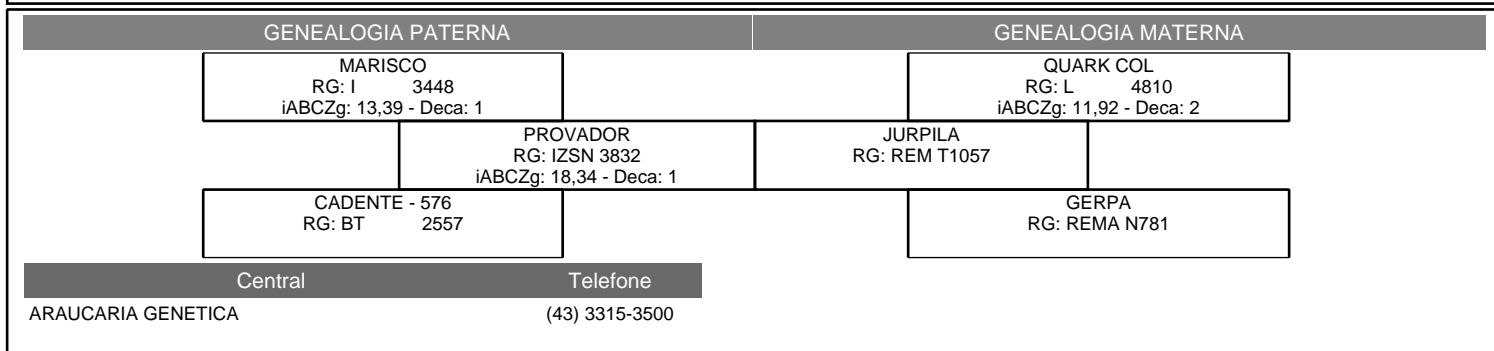 GENEALOGIA PATERNA GENEALOGIA MATERNA
MARISCO
RG: I 3448
iABCZg: 13,39 - Deca: 1
QUARK COL
RG: L 4810
iABCZg: 11,92 - Deca: 2
PROVADOR
RG: IZSN 3832
iABCZg: 18,34 - Deca: 1
JURPILA
RG: REM T1057
CADENTE - 576
RG: BT 2557
GERPA
RG: REMA N781
Central Telefone
ARAUCARIA GENETICA (43) 3315-3500